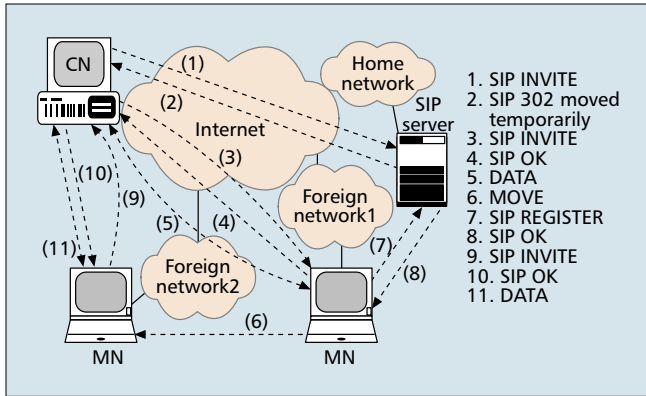 CN
(1)
(2)
Internet
(3)
Home
network
SIP
server
(10)
(9)
(5)
(4)
Foreign
network1
(7)
(8)
(11)
Foreign
network2
(6)
MN
MN
1. SIP INVITE
2. SIP 302 moved
temporarily
3. SIP INVITE
4. SIP OK
5. DATA
6. MOVE
7. SIP REGISTER
8. SIP OK
9. SIP INVITE
10. SIP OK
11. DATA